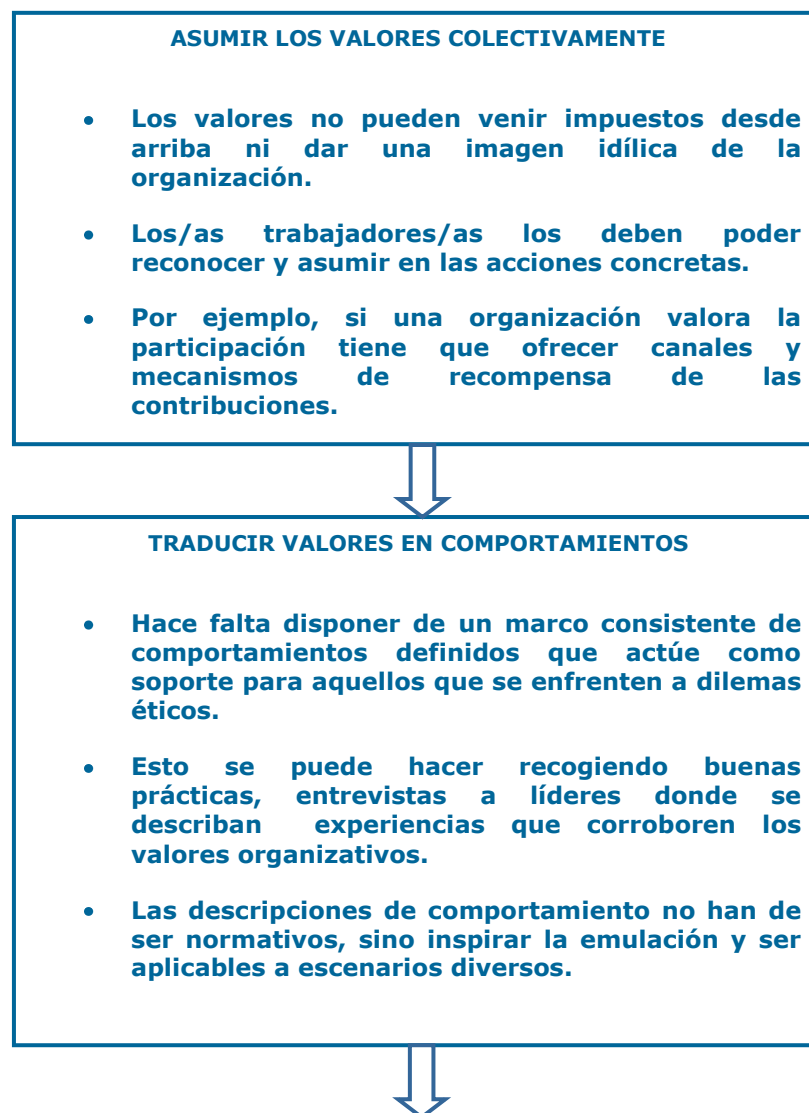 ASUMIR LOS VALORES COLECTIVAMENTE
• Los valores no pueden venir impuestos desde
arriba ni dar una imagen idílica de la
organización.
• Los/as trabajadores/as los deben poder
reconocer y asumir en las acciones concretas.
• Por ejemplo, si una organización valora la
participación tiene que ofrecer canales y
mecanismos de recompensa de las
contribuciones.
TRADUCIR VALORES EN COMPORTAMIENTOS
• Hace falta disponer de un marco consistente de
comportamientos definidos que actúe como
soporte para aquellos que se enfrenten a dilemas
éticos.
• Esto se puede hacer recogiendo buenas
prácticas, entrevistas a líderes donde se
describan experiencias que corroboren los
valores organizativos.
• Las descripciones de comportamiento no han de
ser normativos, sino inspirar la emulación y ser
aplicables a escenarios diversos.